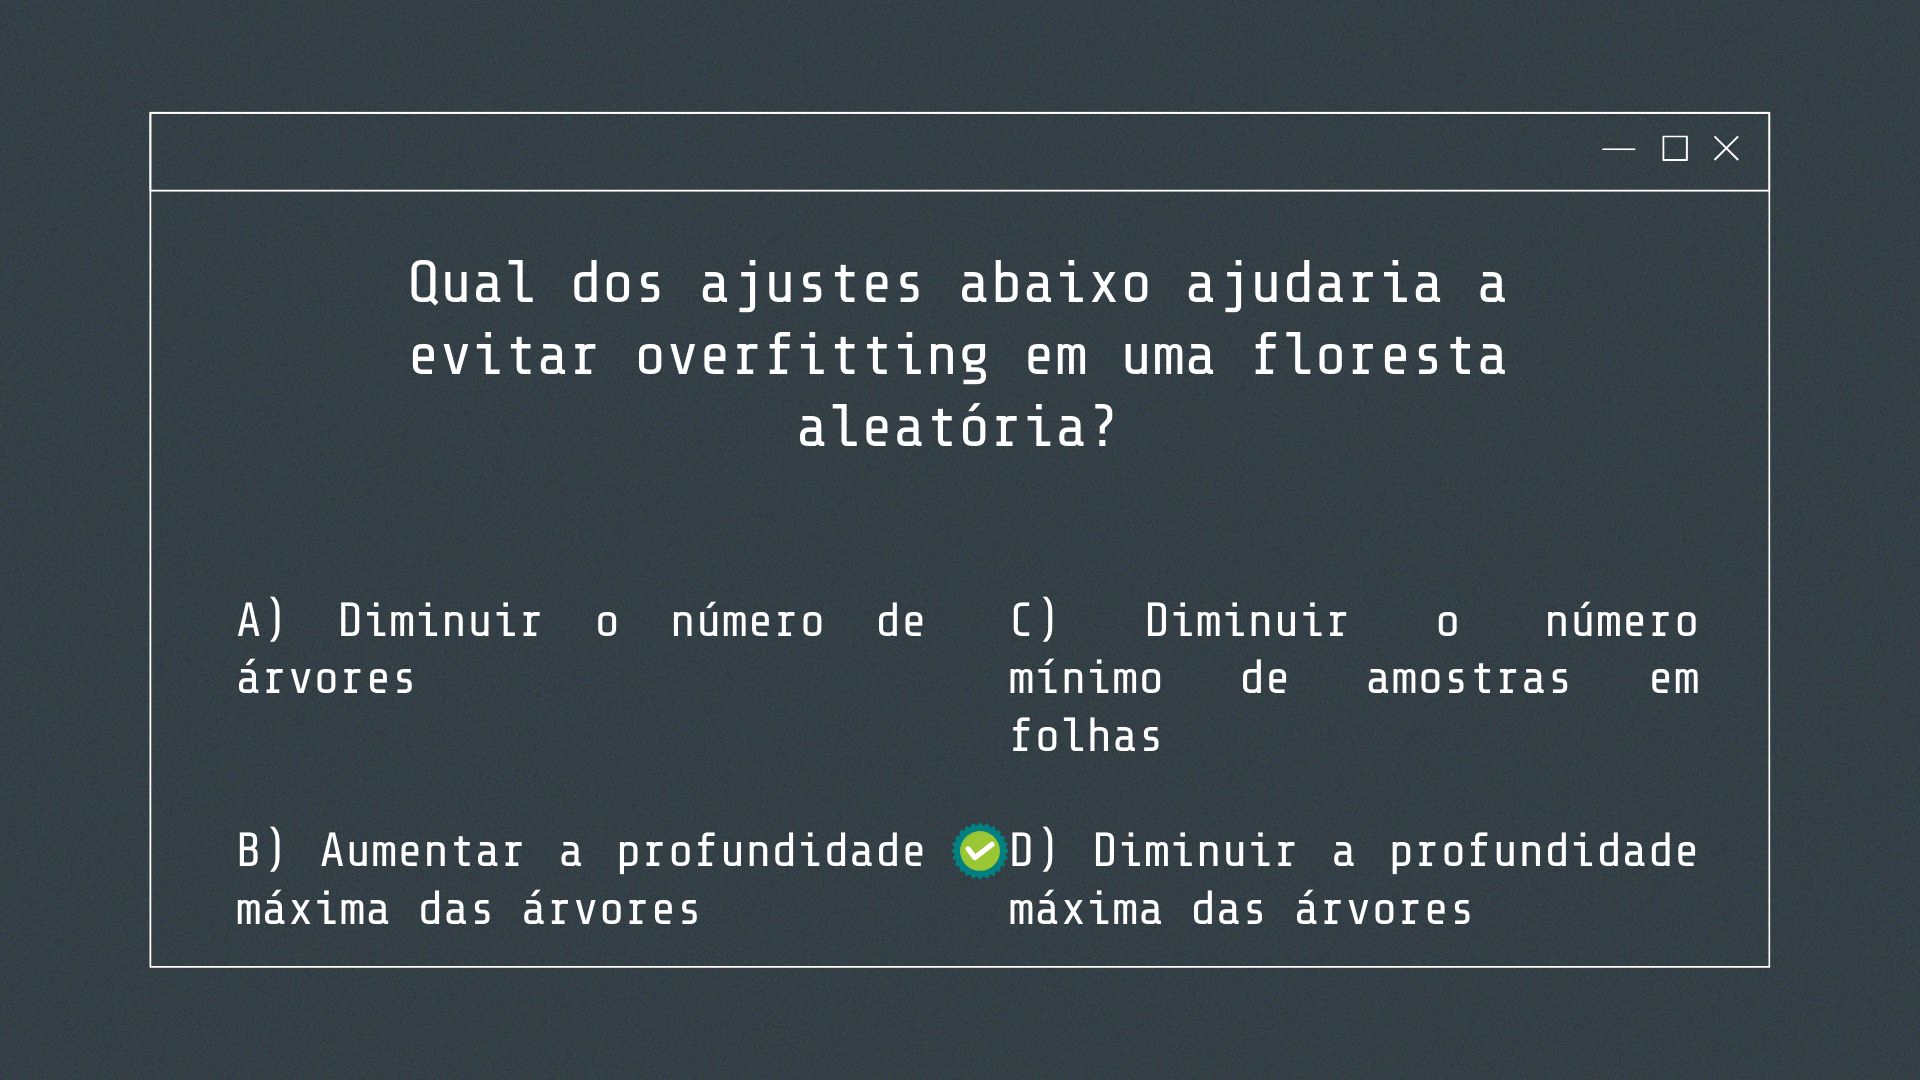 Qual dos ajustes abaixo ajudaria a
evitar overfitting em uma floresta
aleatória?
A) Diminuir o número de
árvores
B) Aumentar a profundidade
máxima das árvores
C) Diminuir o número
mínimo de amostras em
folhas
D) Diminuir a profundidade
máxima das árvores